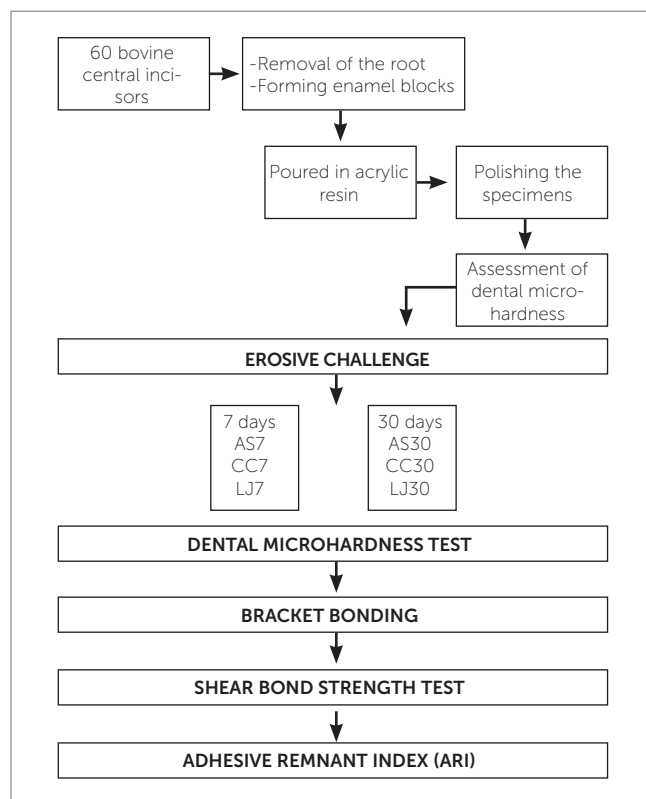 60 bovine
central inci-
sors
-Removal of the root
-Forming enamel blocks
Poured in acrylic
resin
Polishing the
specimens
Assessment of
dental micro-
hardness
EROSIVE CHALLENGE
7 days
AS7
CC7
LJ7
30 days
AS30
CC30
LJ30
DENTAL MICROHARDNESS TEST
BRACKET BONDING
SHEAR BOND STRENGTH TEST
ADHESIVE REMNANT INDEX (ARI)